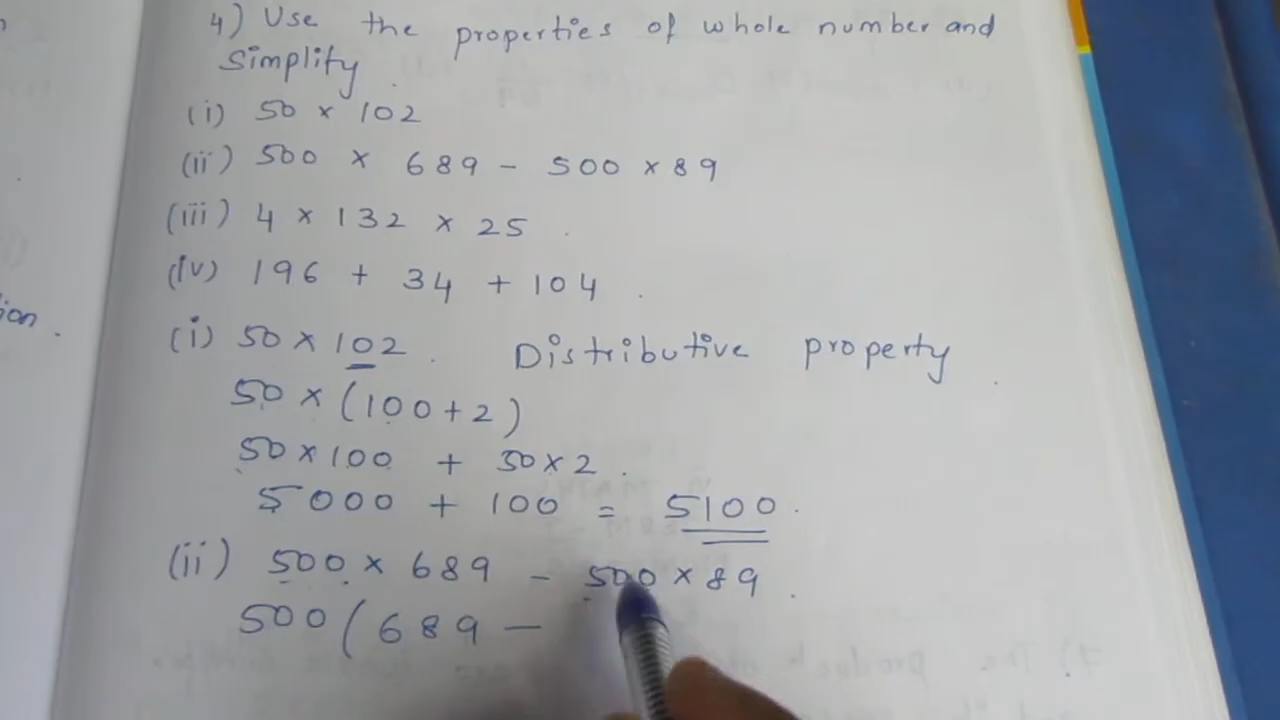 4) Use the properties of whole number and
simplify.
(i) 50 × 102
(ii) 500 × 689 - 500 × 89
(iii) 4 × 132 × 25 .
(iv) 196 + 34 + 104 .
(i) 50 × 102 . Distributive property
50 × (100+2)
50×100 + 50×2 .
5000 + 100 = 5100 .
ion.
(ii) 500 × 689 - 500 × 89 .
500 ( 689 -